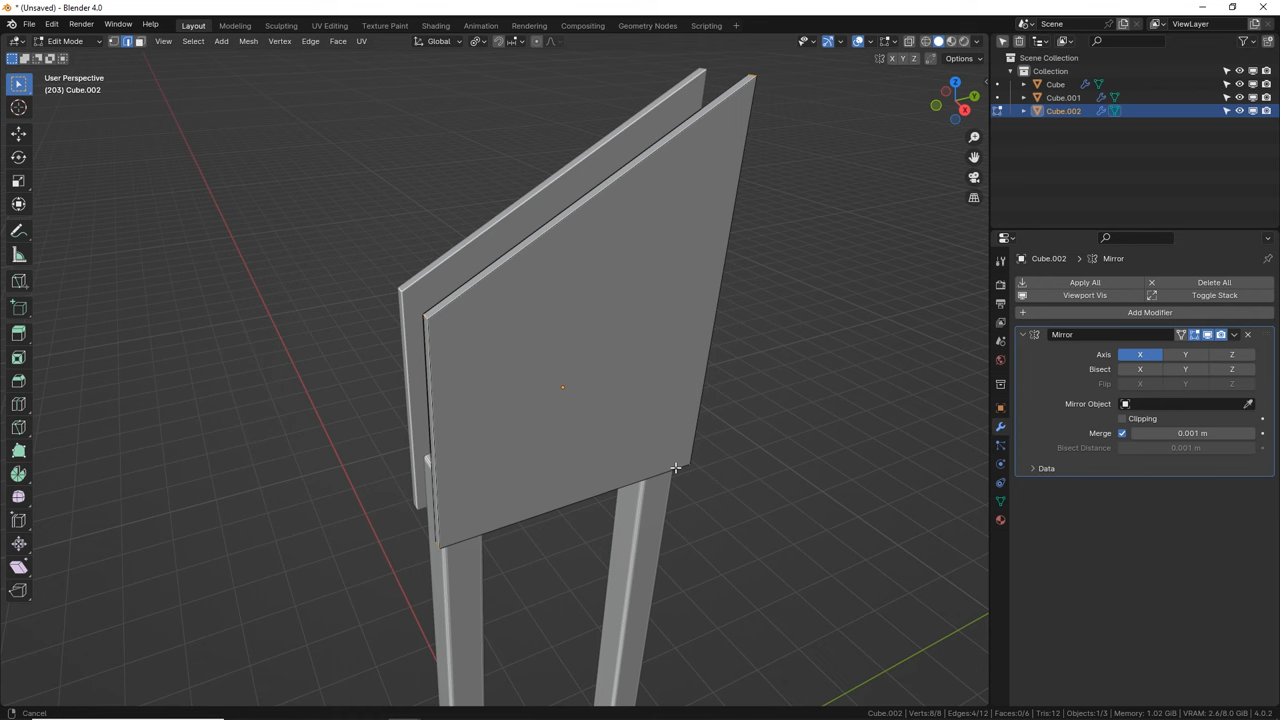 * (Unsaved) - Blender 4.0
File Edit Render Window Help Layout Modeling Sculpting UV Editing Texture Paint Shading Animation Rendering Compositing Geometry Nodes Scripting + Scene ViewLayer
Edit Mode View Select Add Mesh Vertex Edge Face UV Global
X Y Z Options
User Perspective
(203) Cube.002
Z
Y
X
Scene Collection
Collection
Cube
Cube.001
Cube.002
Cube.002 > Mirror
Apply All Delete All
Viewport Vis Toggle Stack
+ Add Modifier
Mirror
Axis X Y Z
Bisect X Y Z
Flip X Y Z
Mirror Object
Clipping
Merge 0.001 m
Bisect Distance 0.001 m
> Data
Cancel Cube.002 | Verts:8/8 | Edges:4/12 | Faces:0/6 | Tris:12 | Objects:1/3 | Memory: 1.02 GiB | VRAM: 2.6/8.0 GiB | 4.0.2